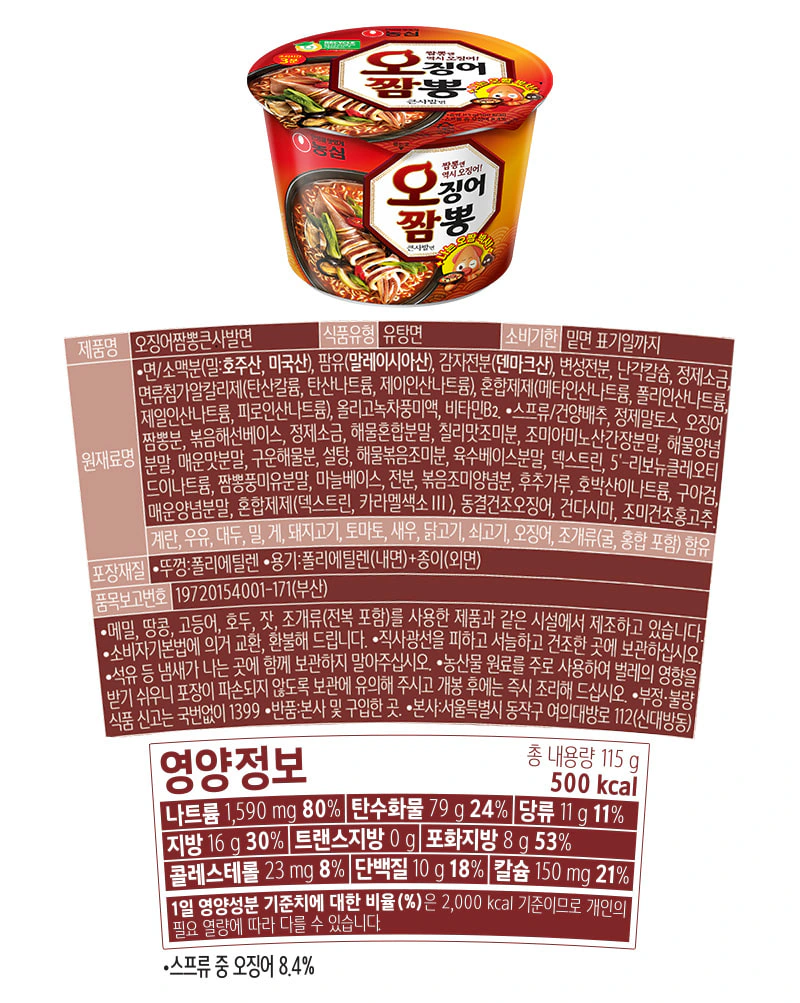 농심
RECYCLE
조리시간
3분
짬뽕은
역시 오징어!
오징어
짬뽕
큰사발면
농심
짬뽕은
역시 오징어!
오징어
짬뽕
큰사발면
제품명 오징어짬뽕큰사발면 식품유형 유탕면 소비기한 밑면 표기일까지
원재료명
•면/소맥분(밀:호주산, 미국산), 팜유(말레이시아산), 감자전분(덴마크산), 변성전분, 난각칼슘, 정제소금,
면류첨가알칼리제(탄산칼륨, 탄산나트륨, 제이인산나트륨), 혼합제제(메타인산나트륨, 폴리인산나트륨,
제일인산나트륨, 피로인산나트륨), 올리고녹차풍미액, 비타민B₂ •스프류/건양배추, 정제말토스, 오징어
짬뽕분, 볶음해선베이스, 정제소금, 해물혼합분말, 칠리맛조미분, 조미아미노산간장분말, 해물양념
분말, 매운맛분말, 구운해물분, 설탕, 해물볶음조미분, 육수베이스분말, 덱스트린, 5'-리보뉴클레오티
드이나트륨, 짬뽕풍미유분말, 마늘베이스, 전분, 볶음조미양념분, 후추가루, 호박산이나트륨, 구아검,
매운양념분말, 혼합제제(덱스트린, 카라멜색소Ⅲ), 동결건조오징어, 건다시마, 조미건조홍고추.
계란, 우유, 대두, 밀, 게, 돼지고기, 토마토, 새우, 닭고기, 쇠고기, 오징어, 조개류(굴, 홍합 포함) 함유
포장재질 •뚜껑:폴리에틸렌 •용기:폴리에틸렌(내면)+종이(외면)
품목보고번호 19720154001-171(부산)
•메밀, 땅콩, 고등어, 호두, 잣, 조개류(전복 포함)를 사용한 제품과 같은 시설에서 제조하고 있습니다.
•소비자기본법에 의거 교환, 환불해 드립니다. •직사광선을 피하고 서늘하고 건조한 곳에 보관하십시오.
•석유 등 냄새가 나는 곳에 함께 보관하지 말아주십시오. •농산물 원료를 주로 사용하여 벌레의 영향을
받기 쉬우니 포장이 파손되지 않도록 보관에 유의해 주시고 개봉 후에는 즉시 조리해 드십시오. •부정·불량
식품 신고는 국번없이 1399 •반품:본사 및 구입한 곳. •본사:서울특별시 동작구 여의대방로 112(신대방동)
영양정보
총 내용량 115 g
500 kcal
나트륨 1,590 mg 80% 탄수화물 79 g 24% 당류 11 g 11%
지방 16 g 30% 트랜스지방 0 g 포화지방 8 g 53%
콜레스테롤 23 mg 8% 단백질 10 g 18% 칼슘 150 mg 21%
1일 영양성분 기준치에 대한 비율(%)은 2,000 kcal 기준이므로 개인의
필요 열량에 따라 다를 수 있습니다.
•스프류 중 오징어 8.4%